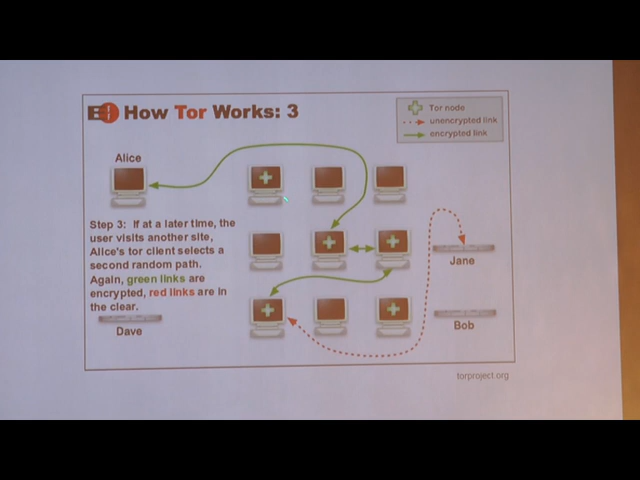 How Tor Works: 3
Tor node
unencrypted link
encrypted link
Alice
Step 3: If at a later time, the
user visits another site,
Alice's tor client selects a
second random path.
Again, green links are
encrypted, red links are in
the clear.
Jane
Dave
Bob
torproject.org